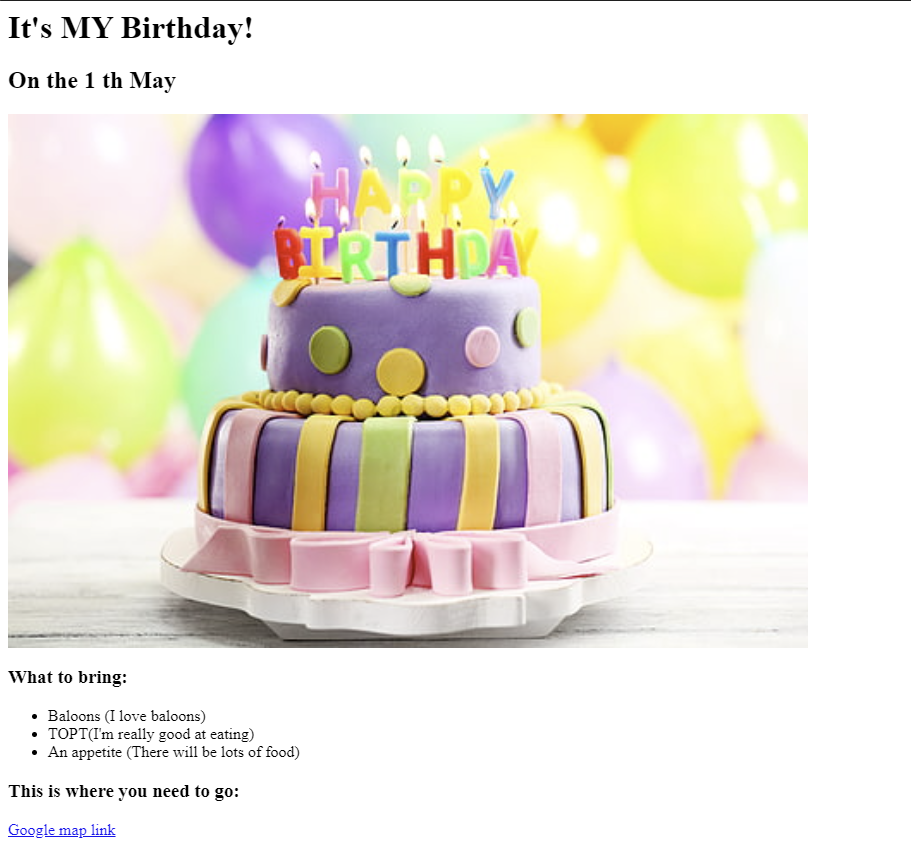 It's MY Birthday!
On the 1 th May
HAPPY
BIRTHDAY
What to bring:
Baloons (I love baloons)
TOPT(I'm really good at eating)
An appetite (There will be lots of food)
This is where you need to go:
Google map link